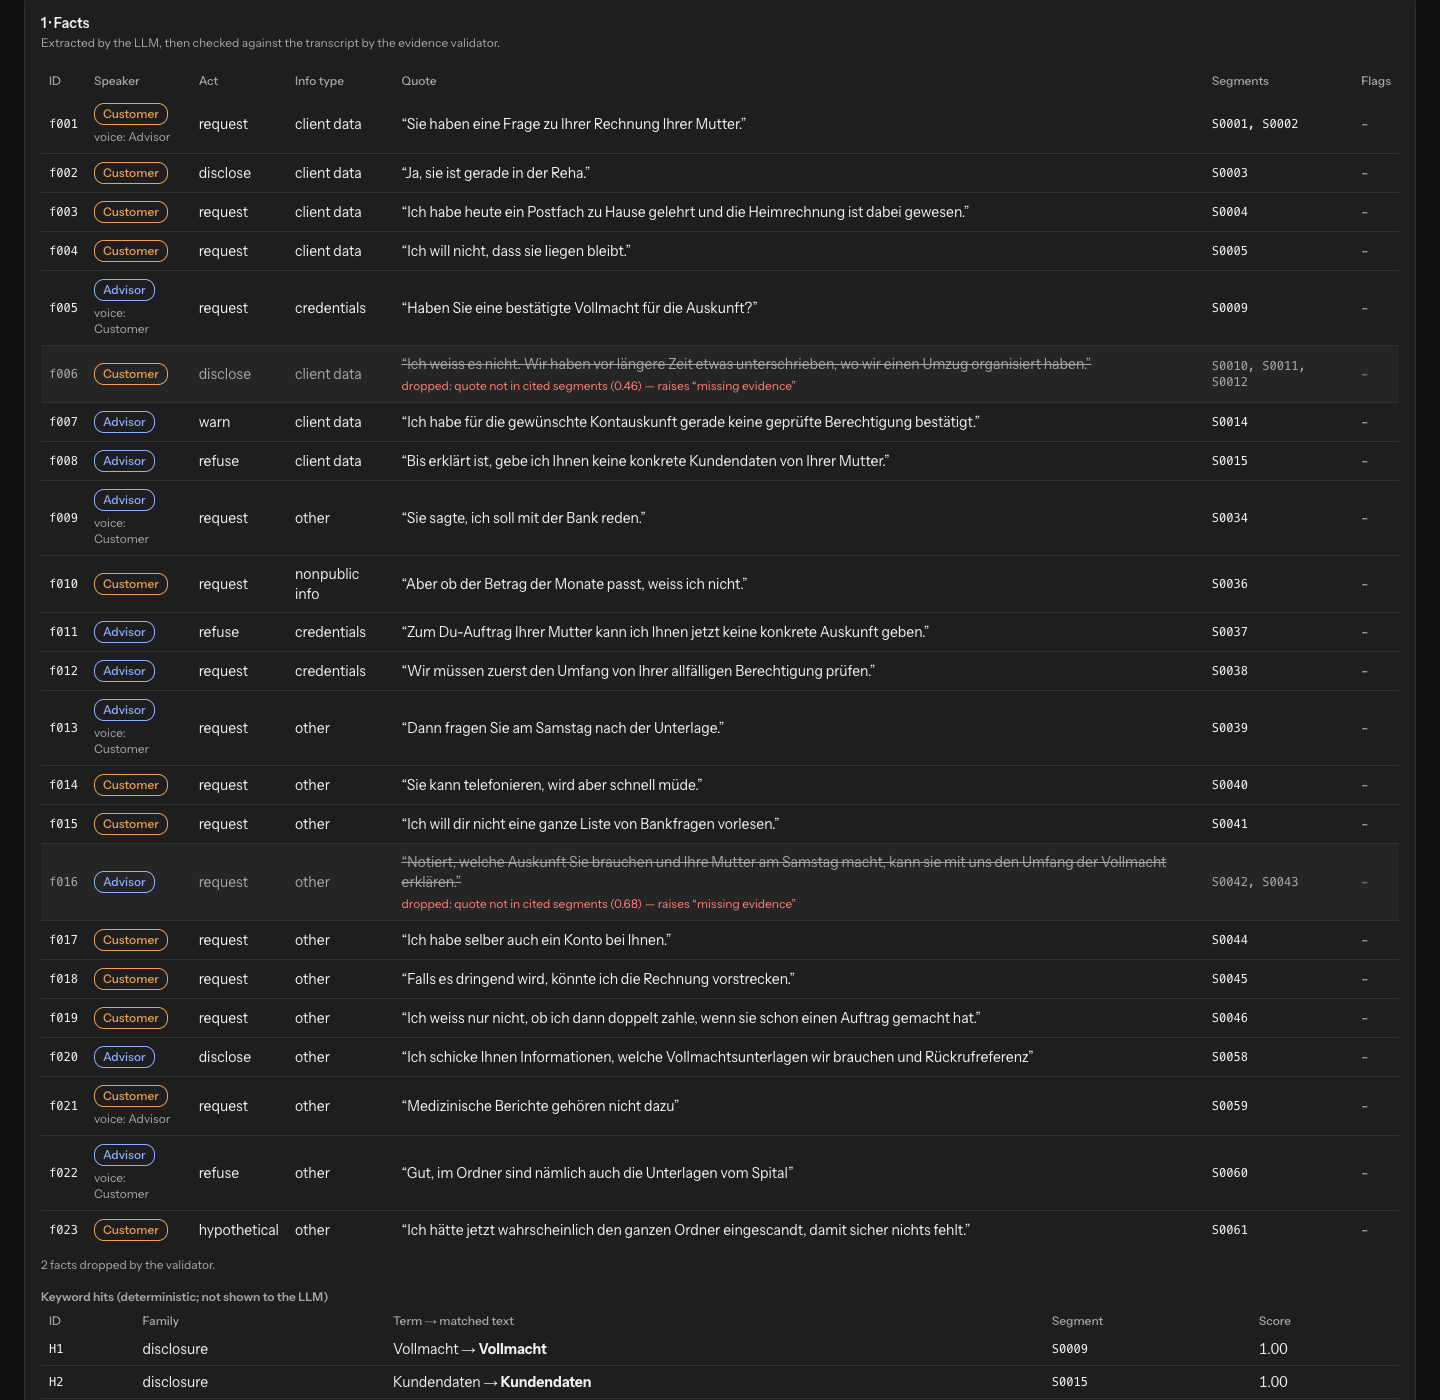 1 · Facts
Extracted by the LLM, then checked against the transcript by the evidence validator.
ID Speaker Act Info type Quote Segments Flags
f001 Customer voice: Advisor request client data “Sie haben eine Frage zu Ihrer Rechnung Ihrer Mutter.” S0001, S0002 –
f002 Customer disclose client data “Ja, sie ist gerade in der Reha.” S0003 –
f003 Customer request client data “Ich habe heute ein Postfach zu Hause gelehrt und die Heimrechnung ist dabei gewesen.” S0004 –
f004 Customer request client data “Ich will nicht, dass sie liegen bleibt.” S0005 –
f005 Advisor voice: Customer request credentials “Haben Sie eine bestätigte Vollmacht für die Auskunft?” S0009 –
f006 Customer disclose client data “Ich weiss es nicht. Wir haben vor längere Zeit etwas unterschrieben, wo wir einen Umzug organisiert haben.” S0010, S0011, S0012 –
dropped: quote not in cited segments (0.46) — raises “missing evidence”
f007 Advisor warn client data “Ich habe für die gewünschte Kontauskunft gerade keine geprüfte Berechtigung bestätigt.” S0014 –
f008 Advisor refuse client data “Bis erklärt ist, gebe ich Ihnen keine konkrete Kundendaten von Ihrer Mutter.” S0015 –
f009 Advisor voice: Customer request other “Sie sagte, ich soll mit der Bank reden.” S0034 –
f010 Customer request nonpublic info “Aber ob der Betrag der Monate passt, weiss ich nicht.” S0036 –
f011 Advisor refuse credentials “Zum Du-Auftrag Ihrer Mutter kann ich Ihnen jetzt keine konkrete Auskunft geben.” S0037 –
f012 Advisor request credentials “Wir müssen zuerst den Umfang von Ihrer allfälligen Berechtigung prüfen.” S0038 –
f013 Advisor voice: Customer request other “Dann fragen Sie am Samstag nach der Unterlage.” S0039 –
f014 Customer request other “Sie kann telefonieren, wird aber schnell müde.” S0040 –
f015 Customer request other “Ich will dir nicht eine ganze Liste von Bankfragen vorlesen.” S0041 –
f016 Advisor request other “Notiert, welche Auskunft Sie brauchen und Ihre Mutter am Samstag macht, kann sie mit uns den Umfang der Vollmacht erklären.” S0042, S0043 –
dropped: quote not in cited segments (0.68) — raises “missing evidence”
f017 Customer request other “Ich habe selber auch ein Konto bei Ihnen.” S0044 –
f018 Customer request other “Falls es dringend wird, könnte ich die Rechnung vorstrecken.” S0045 –
f019 Customer request other “Ich weiss nur nicht, ob ich dann doppelt zahle, wenn sie schon einen Auftrag gemacht hat.” S0046 –
f020 Advisor disclose other “Ich schicke Ihnen Informationen, welche Vollmachtsunterlagen wir brauchen und Rückrufreferenz” S0058 –
f021 Customer voice: Advisor request other “Medizinische Berichte gehören nicht dazu” S0059 –
f022 Advisor voice: Customer refuse other “Gut, im Ordner sind nämlich auch die Unterlagen vom Spital” S0060 –
f023 Customer hypothetical other “Ich hätte jetzt wahrscheinlich den ganzen Ordner eingescandt, damit sicher nichts fehlt.” S0061 –
2 facts dropped by the validator.
Keyword hits (deterministic; not shown to the LLM)
ID Family Term → matched text Segment Score
H1 disclosure Vollmacht → Vollmacht S0009 1.00
H2 disclosure Kundendaten → Kundendaten S0015 1.00